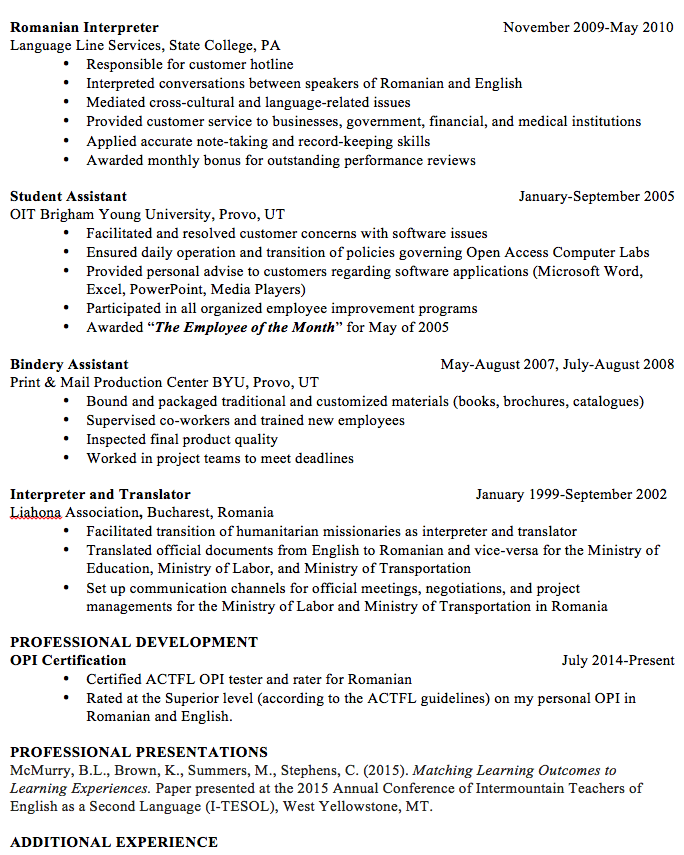 Romanian Interpreter November 2009-May 2010
Language Line Services, State College, PA
• Responsible for customer hotline
• Interpreted conversations between speakers of Romanian and English
• Mediated cross-cultural and language-related issues
• Provided customer service to businesses, government, financial, and medical institutions
• Applied accurate note-taking and record-keeping skills
• Awarded monthly bonus for outstanding performance reviews
Student Assistant January-September 2005
OIT Brigham Young University, Provo, UT
• Facilitated and resolved customer concerns with software issues
• Ensured daily operation and transition of policies governing Open Access Computer Labs
• Provided personal advise to customers regarding software applications (Microsoft Word,
Excel, PowerPoint, Media Players)
• Participated in all organized employee improvement programs
• Awarded “The Employee of the Month” for May of 2005
Bindery Assistant May-August 2007, July-August 2008
Print & Mail Production Center BYU, Provo, UT
• Bound and packaged traditional and customized materials (books, brochures, catalogues)
• Supervised co-workers and trained new employees
• Inspected final product quality
• Worked in project teams to meet deadlines
Interpreter and Translator January 1999-September 2002
Liahona Association, Bucharest, Romania
• Facilitated transition of humanitarian missionaries as interpreter and translator
• Translated official documents from English to Romanian and vice-versa for the Ministry of
Education, Ministry of Labor, and Ministry of Transportation
• Set up communication channels for official meetings, negotiations, and project
managements for the Ministry of Labor and Ministry of Transportation in Romania
PROFESSIONAL DEVELOPMENT
OPI Certification July 2014-Present
• Certified ACTFL OPI tester and rater for Romanian
• Rated at the Superior level (according to the ACTFL guidelines) on my personal OPI in
Romanian and English.
PROFESSIONAL PRESENTATIONS
McMurry, B.L., Brown, K., Summers, M., Stephens, C. (2015). Matching Learning Outcomes to
Learning Experiences. Paper presented at the 2015 Annual Conference of Intermountain Teachers of
English as a Second Language (I-TESOL), West Yellowstone, MT.
ADDITIONAL EXPERIENCE